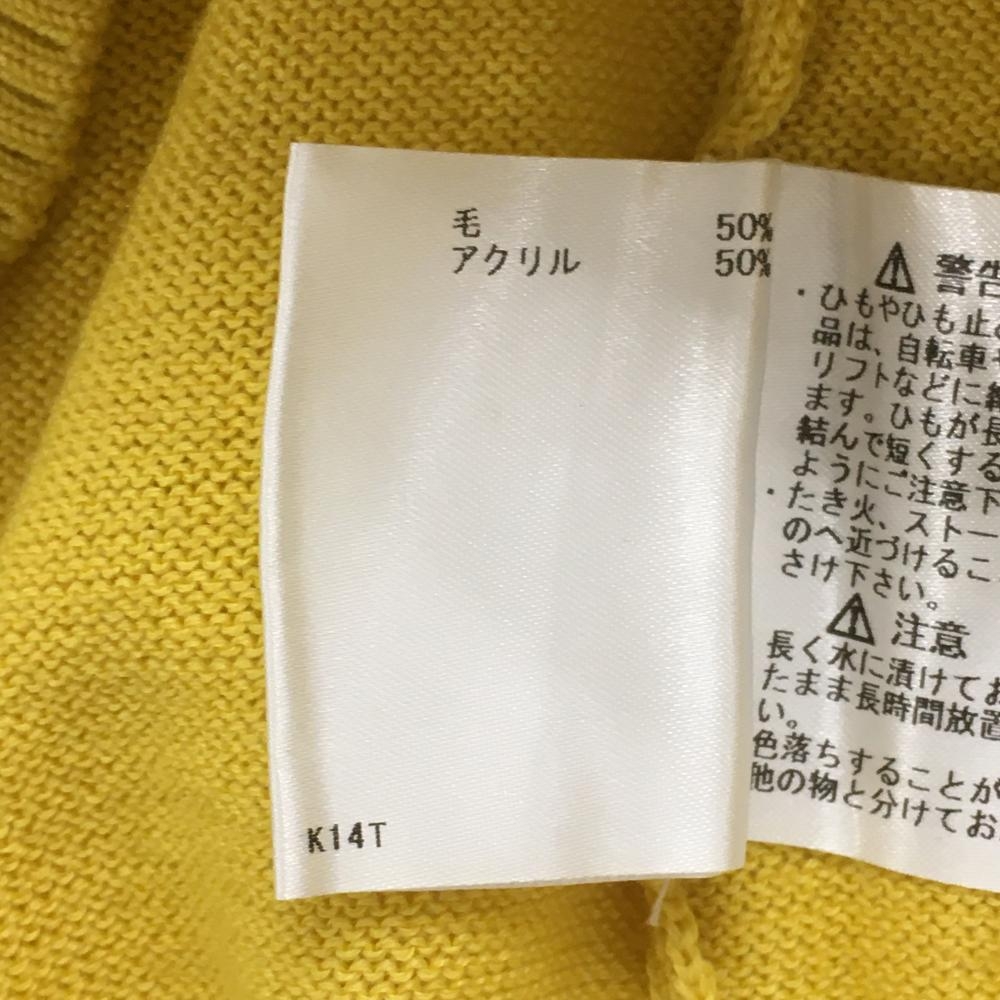 毛 50%
アクリル 50%
K14T
警告
・ひもやひも止
品は、自転車
リフトなどに
ます。ひもが長
結んで短くする
ようにご注意下
・たき火、ストー
のへ近づけるこ
さけ下さい。
注意
長く水に漬けてお
たまま長時間放置
い。
色落ちすることが
他の物と分けてお